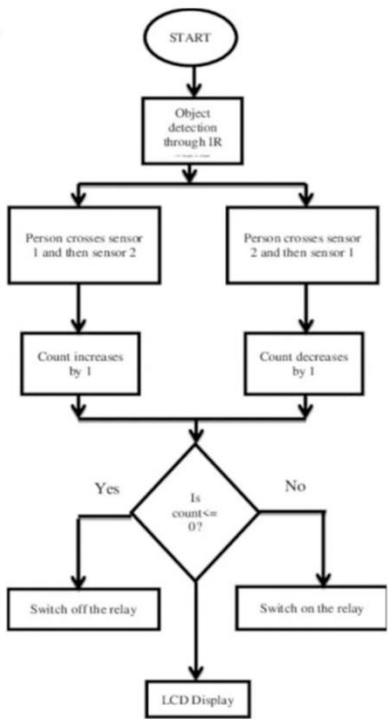 START
Object
detection
through IR
Person crosses sensor
1 and then sensor 2
Person crosses sensor
2 and then sensor 1
Count increases
by 1
Count decreases
by 1
Yes
Is
count<=
0?
No
Switch off the relay
Switch on the relay
LCD Display